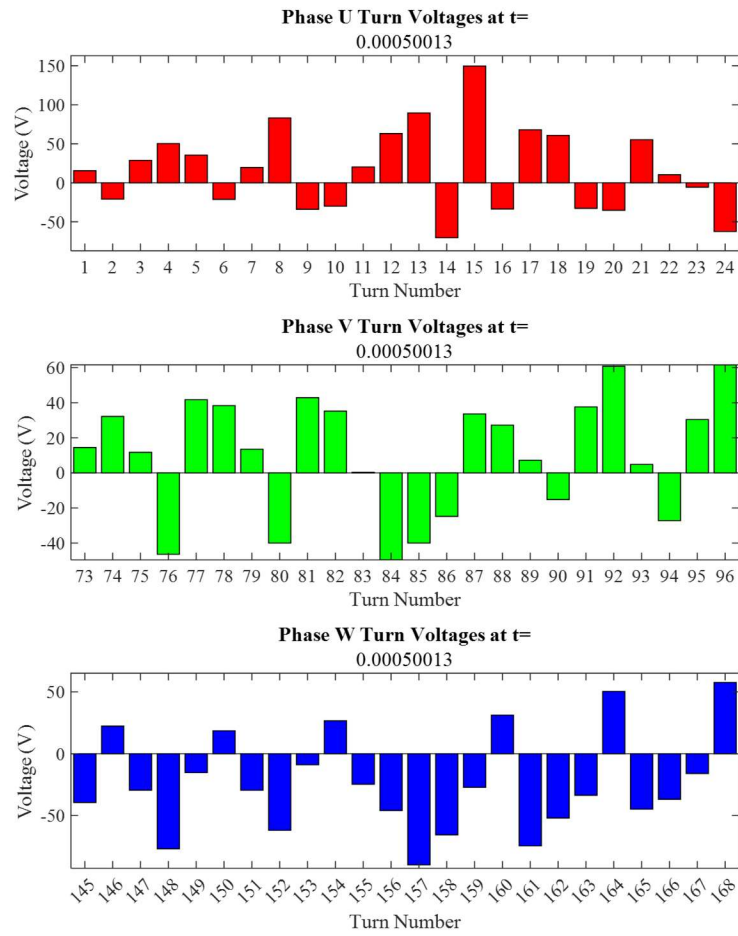 Phase U Turn Voltages at t=
0.00050013
Voltage (V)
150
100
50
0
-50
1 2 3 4 5 6 7 8 9 10 11 12 13 14 15 16 17 18 19 20 21 22 23 24
Turn Number
Phase V Turn Voltages at t=
0.00050013
Voltage (V)
60
40
20
0
-20
-40
73 74 75 76 77 78 79 80 81 82 83 84 85 86 87 88 89 90 91 92 93 94 95 96
Turn Number
Phase W Turn Voltages at t=
0.00050013
Voltage (V)
50
0
-50
145 146 147 148 149 150 151 152 153 154 155 156 157 158 159 160 161 162 163 164 165 166 167 168
Turn Number